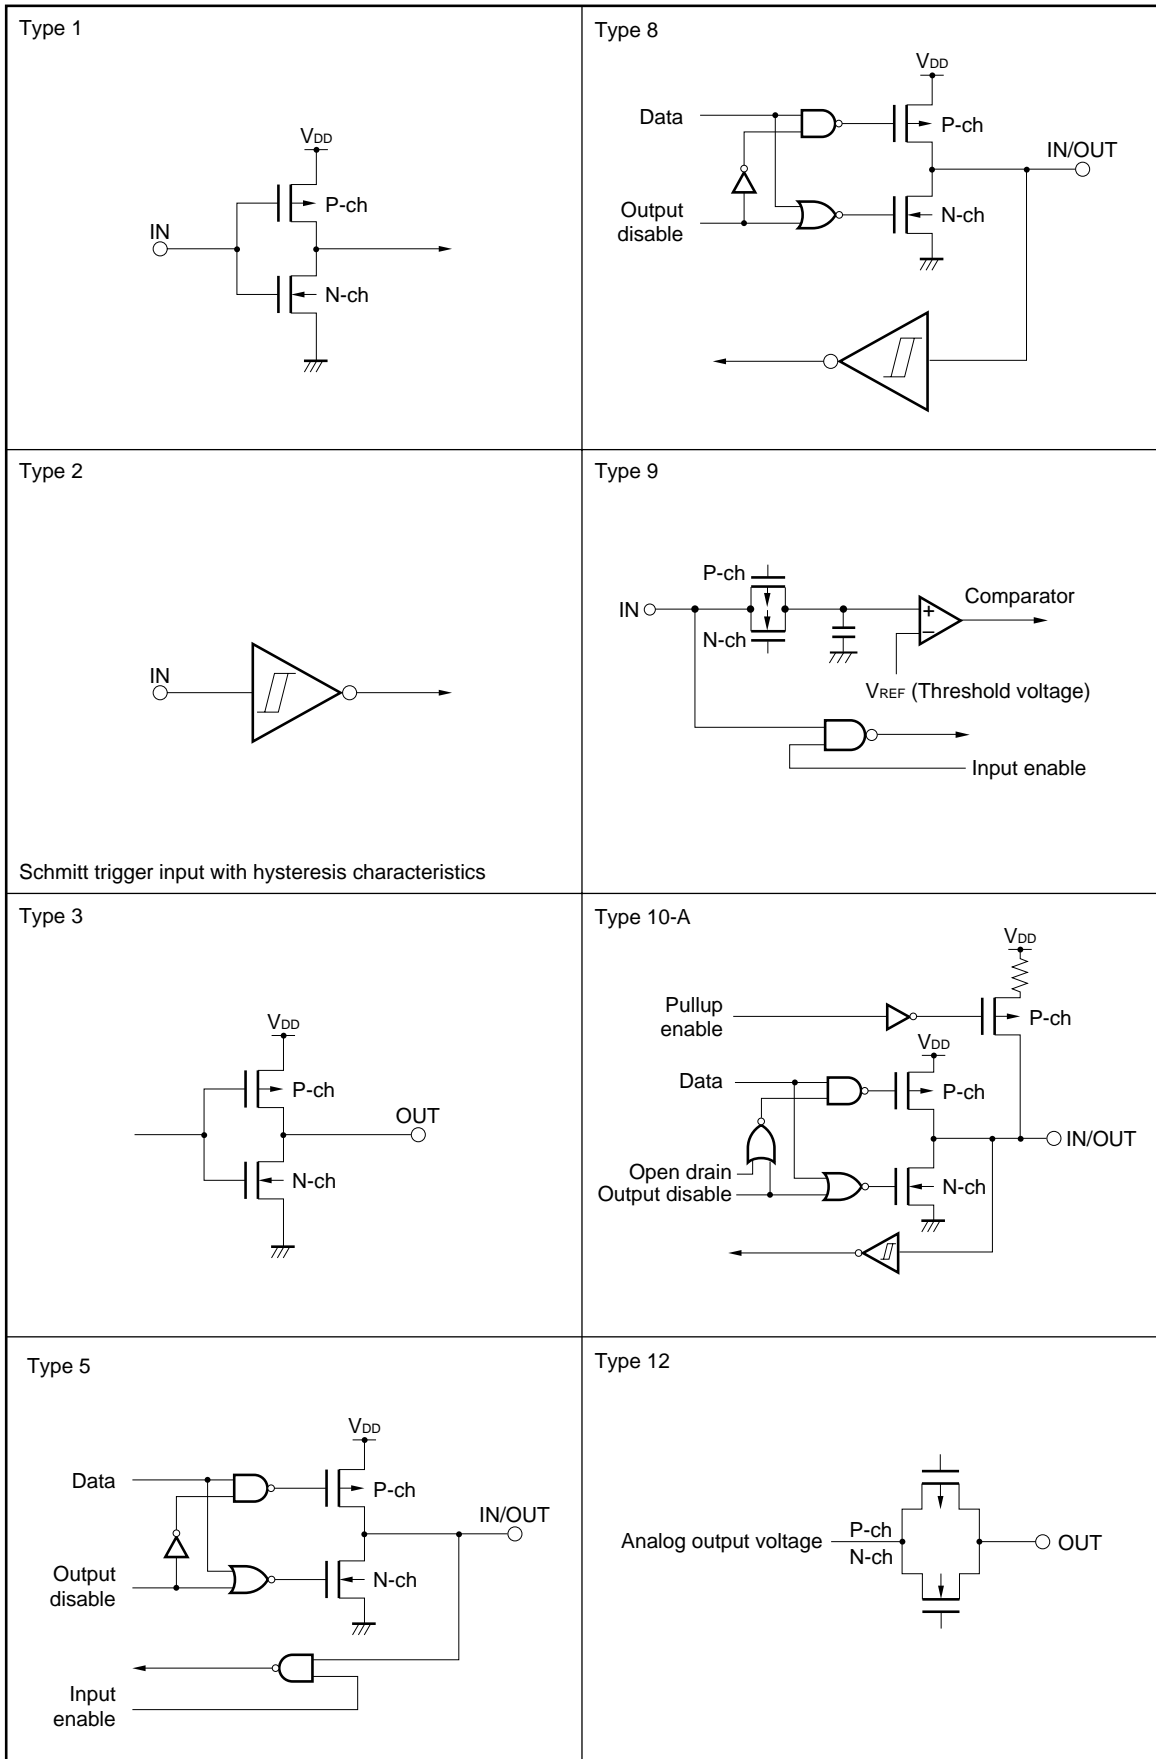 Type 1
VDD
P-ch
IN
N-ch
Type 8
VDD
Data
P-ch
IN/OUT
Output
disable
N-ch
Type 2
IN
Schmitt trigger input with hysteresis characteristics
Type 9
P-ch
IN
N-ch
+
−
Comparator
VREF (Threshold voltage)
Input enable
Type 3
VDD
P-ch
OUT
N-ch
Type 10-A
VDD
Pullup
enable
P-ch
VDD
Data
P-ch
IN/OUT
Open drain
Output disable
N-ch
Type 5
VDD
Data
P-ch
IN/OUT
Output
disable
N-ch
Input
enable
Type 12
Analog output voltage
P-ch
N-ch
OUT